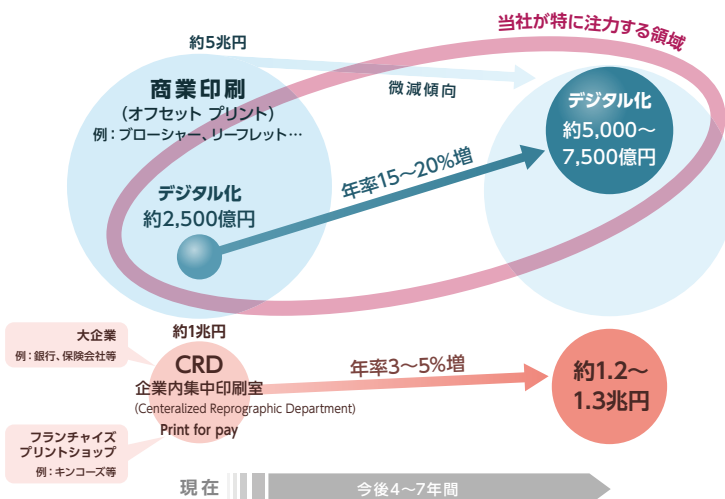 当社が特に注力する領域
約5兆円
商業印刷
(オフセット プリント)
例：ブローシャー、リーフレット…
微減傾向
デジタル化
約5,000〜
7,500億円
年率15〜20%増
デジタル化
約2,500億円
大企業
例：銀行、保険会社等
約1兆円
CRD
企業内集中印刷室
(Centeralized Reprographic Department)
Print for pay
年率3〜5%増
約1.2〜
1.3兆円
フランチャイズ
プリントショップ
例：キンコーズ等
現在
今後4〜7年間